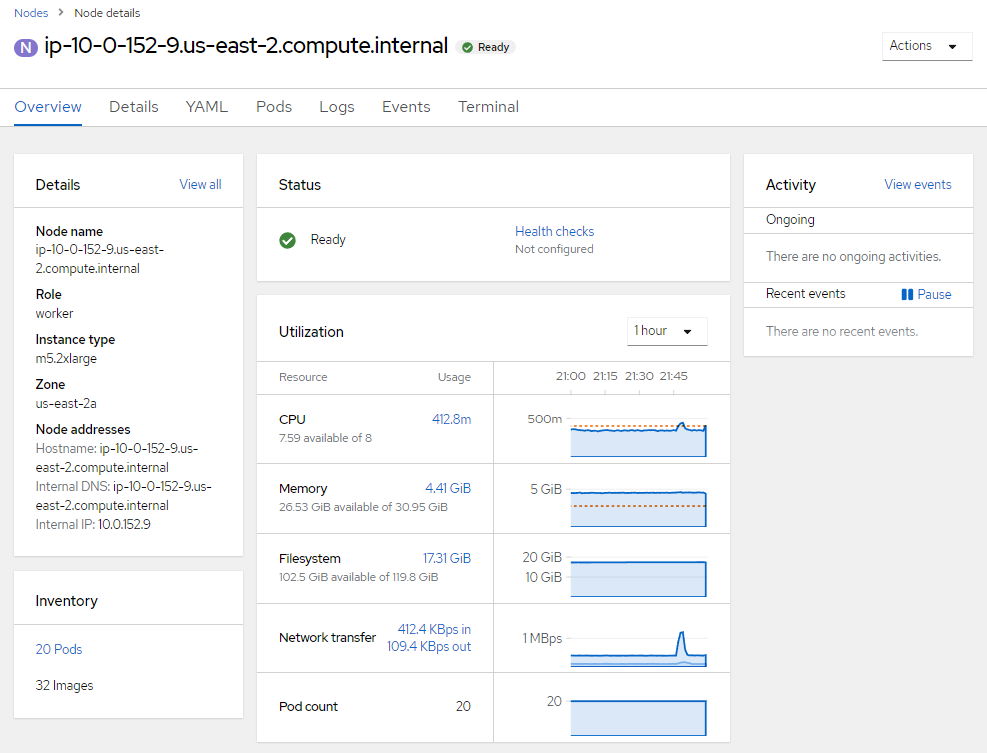 Nodes > Node details
N ip-10-0-152-9.us-east-2.compute.internal Ready
Actions
Overview Details YAML Pods Logs Events Terminal
Details View all
Node name
ip-10-0-152-9.us-east-
2.compute.internal
Role
worker
Instance type
m5.2xlarge
Zone
us-east-2a
Node addresses
Hostname: ip-10-0-152-9.us-
east-2.compute.internal
Internal DNS: ip-10-0-152-9.us-
east-2.compute.internal
Internal IP: 10.0.152.9
Inventory
20 Pods
32 Images
Status
Ready
Health checks
Not configured
Utilization
1 hour
Resource Usage
21:00 21:15 21:30 21:45
CPU 412.8m
7.59 available of 8
500m
Memory 4.41 GiB
26.53 GiB available of 30.95 GiB
5 GiB
Filesystem 17.31 GiB
102.5 GiB available of 119.8 GiB
20 GiB
10 GiB
Network transfer
412.4 KBps in
109.4 KBps out
1 MBps
Pod count 20
20
Activity View events
Ongoing
There are no ongoing activities.
Recent events Pause
There are no recent events.